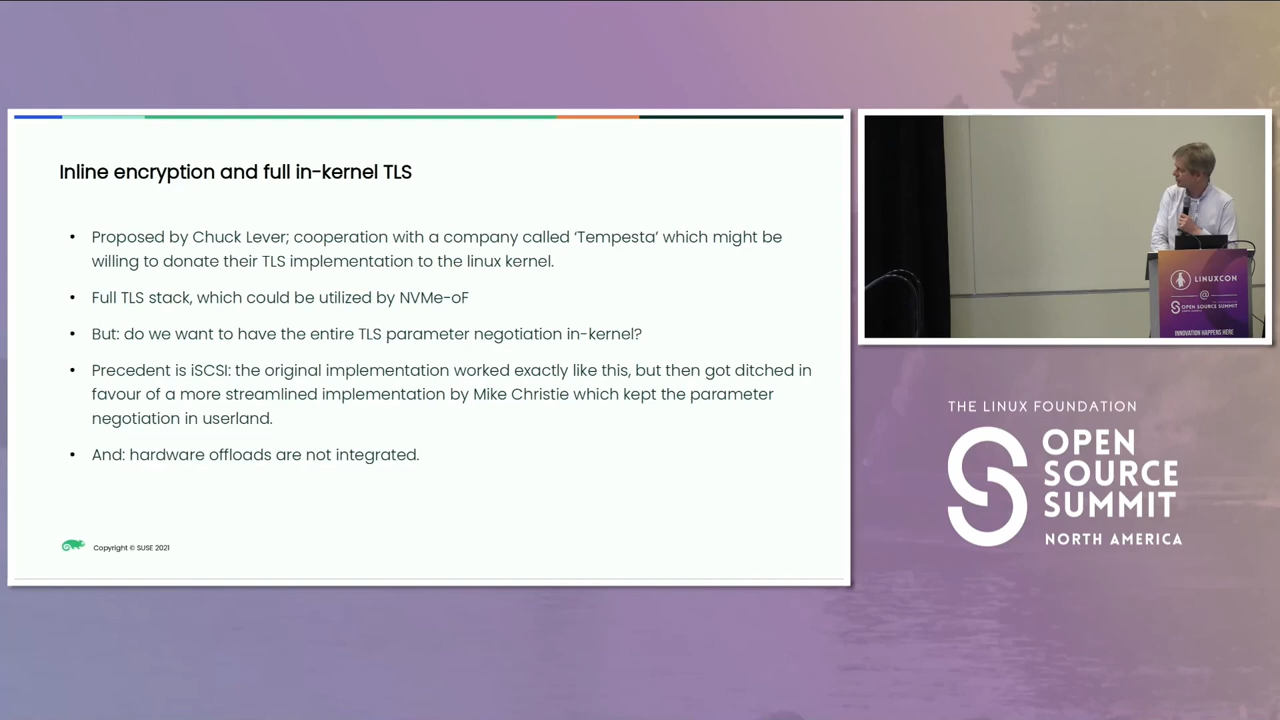 Inline encryption and full in-kernel TLS
• Proposed by Chuck Lever; cooperation with a company called ‘Tempesta’ which might be
willing to donate their TLS implementation to the linux kernel.
• Full TLS stack, which could be utilized by NVMe-oF
• But: do we want to have the entire TLS parameter negotiation in-kernel?
• Precedent is iSCSI: the original implementation worked exactly like this, but then got ditched in
favour of a more streamlined implementation by Mike Christie which kept the parameter
negotiation in userland.
• And: hardware offloads are not integrated.
Copyright © SUSE 2021
LINUXCON
@
OPEN SOURCE SUMMIT
INNOVATION HAPPENS HERE
THE LINUX FOUNDATION
OPEN
SOURCE
SUMMIT
NORTH AMERICA